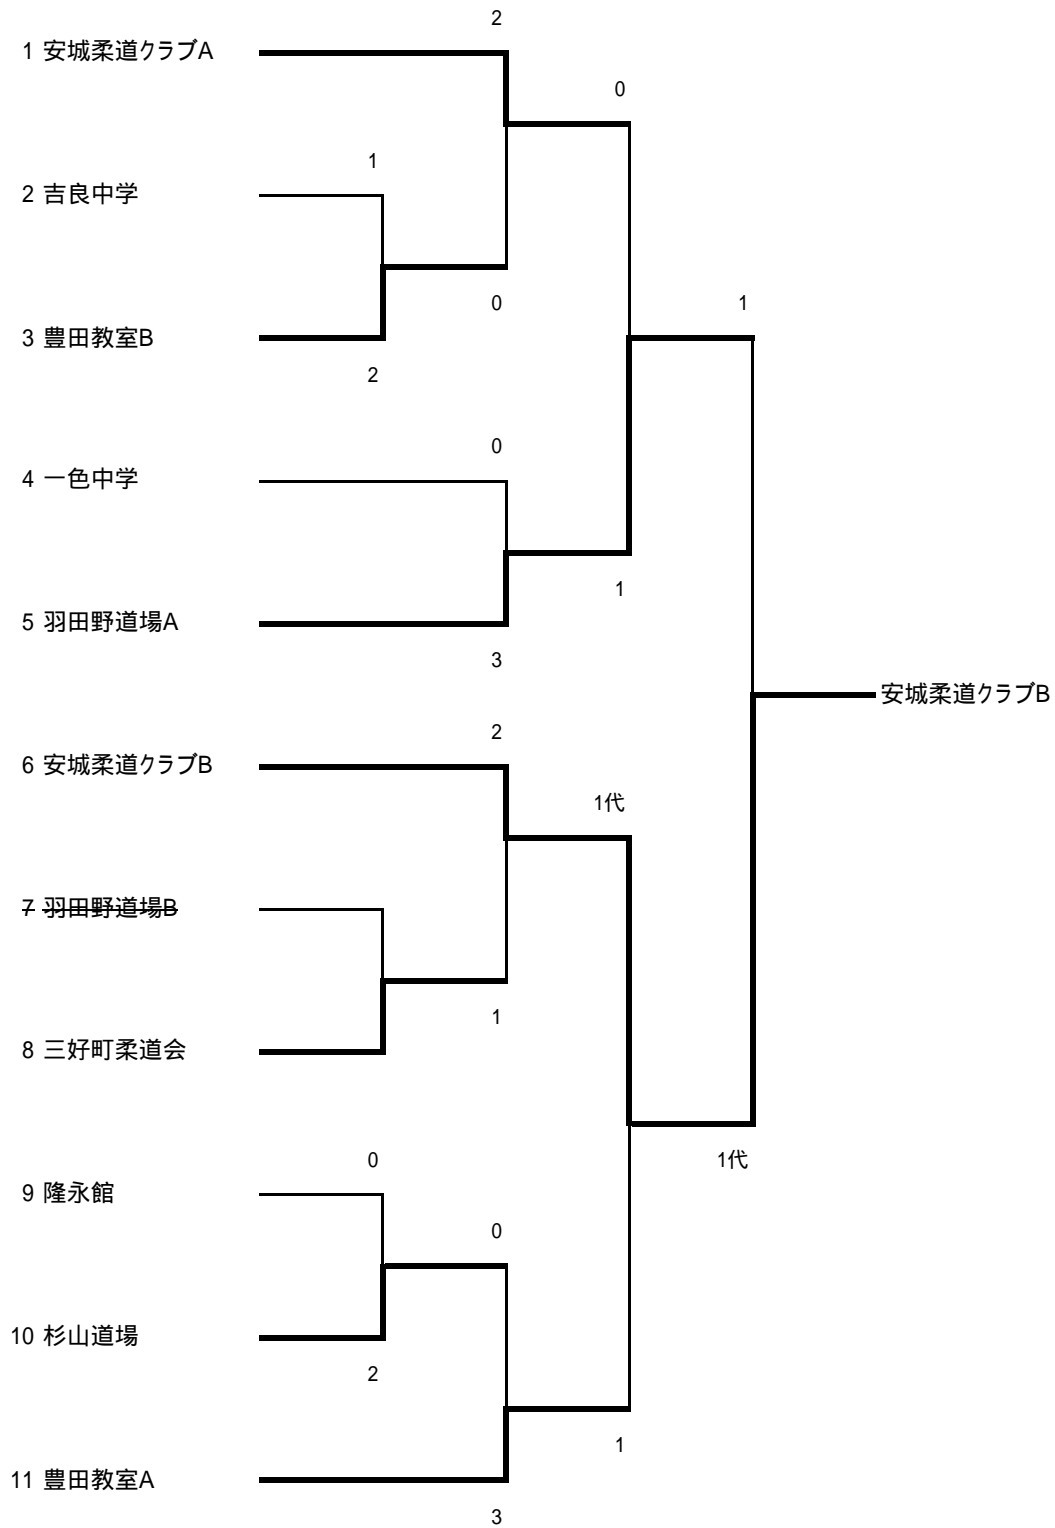 2
1 安城柔道クラブA
0
1
2 吉良中学
0
1
3 豊田教室B
2
0
4 一色中学
1
5 羽田野道場A
3
安城柔道クラブB
2
6 安城柔道クラブB
1代
7 羽田野道場B
1
8 三好町柔道会
0
1代
9 隆永館
0
10 杉山道場
2
1
11 豊田教室A
3